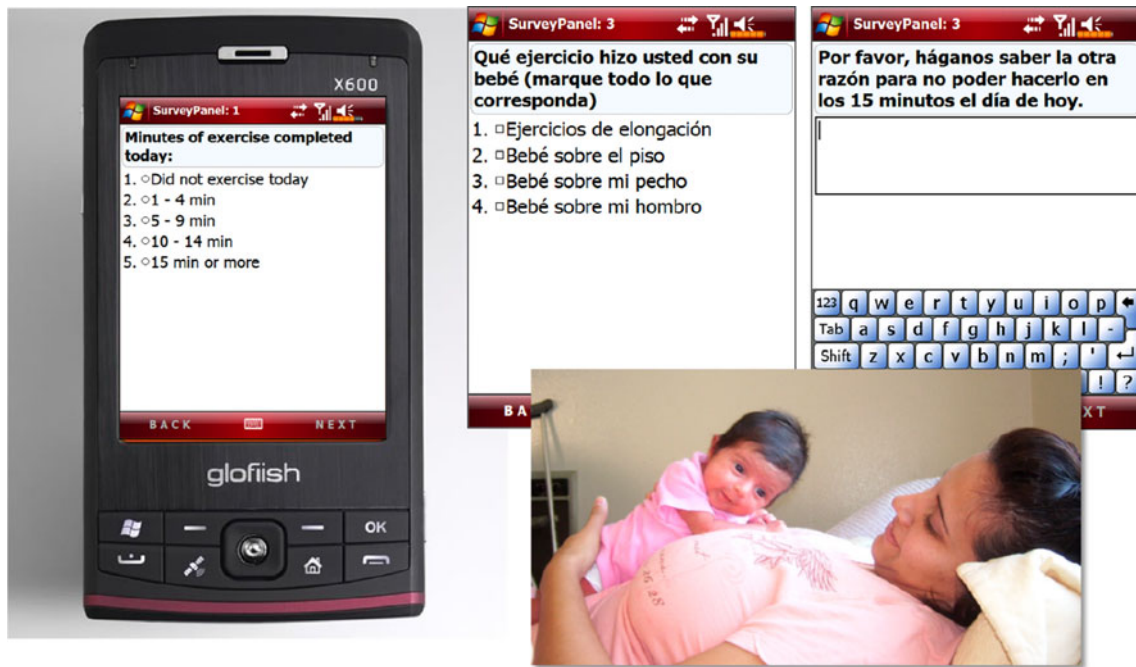 X600
SurveyPanel: 1
Minutes of exercise completed
today:
1. Did not exercise today
2. 1 - 4 min
3. 5 - 9 min
4. 10 - 14 min
5. 15 min or more
BACK NEXT
glofiish
OK
SurveyPanel: 3
Qué ejercicio hizo usted con su
bebé (marque todo lo que
corresponda)
1. Ejercicios de elongación
2. Bebé sobre el piso
3. Bebé sobre mi pecho
4. Bebé sobre mi hombro
BA
SurveyPanel: 3
Por favor, háganos saber la otra
razón para no poder hacerlo en
los 15 minutos el día de hoy.
123 q w e r t y u i o p
Tab a s d f g h j k l -
Shift z x c v b n m ; '
! ?
XT
26 28